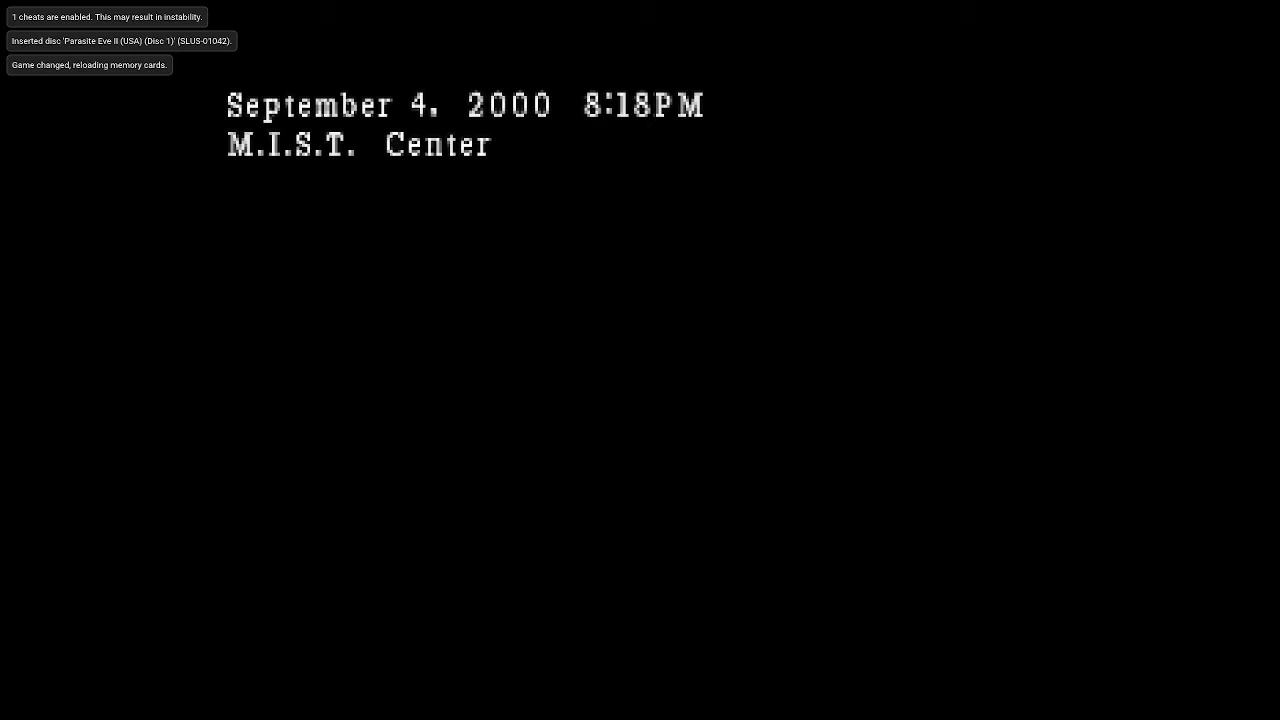 1 cheats are enabled. This may result in instability.
Inserted disc 'Parasite Eve II (USA) (Disc 1)' (SLUS-01042).
Game changed, reloading memory cards.
September 4. 2000 8:18PM
M.I.S.T. Center